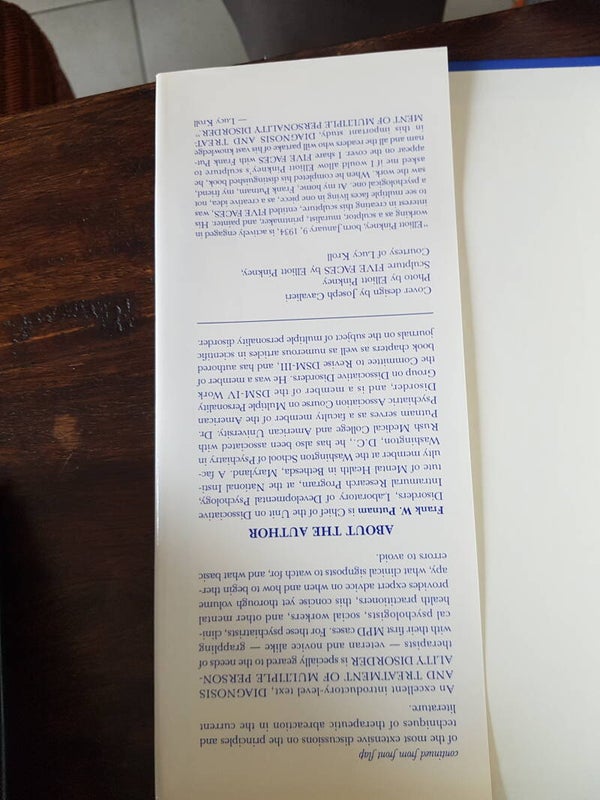 continued from front flap
of the most extensive discussions on the principles and
techniques of therapeutic abreaction in the current
literature.
An excellent introductory-level text, DIAGNOSIS
AND TREATMENT OF MULTIPLE PERSON-
ALITY DISORDER is specially geared to the needs of
therapists — veteran and novice alike — grappling
with their first MPD cases. For these psychiatrists, clini-
cal psychologists, social workers, and other mental
health practitioners, this concise yet thorough volume
provides expert advice on when and how to begin ther-
apy, what clinical signposts to watch for, and what basic
errors to avoid.
ABOUT THE AUTHOR
Frank W. Putnam is Chief of the Unit on Dissociative
Disorders, Laboratory of Developmental Psychology,
Intramural Research Program, at the National Insti-
tute of Mental Health in Bethesda, Maryland. A fac-
ulty member at the Washington School of Psychiatry in
Washington, D.C., he has also been associated with
Rush Medical College and American University. Dr.
Putnam serves as a faculty member of the American
Psychiatric Association Course on Multiple Personality
Disorder, and is a member of the DSM-IV Work
Group on Dissociative Disorders. He was a member of
the Committee to Revise DSM-III, and has authored
book chapters as well as numerous articles in scientific
journals on the subject of multiple personality disorder.
Cover design by Joseph Cavalieri
Photo by Elliott Pinkney
Sculpture FIVE FACES by Elliott Pinkney,
Courtesy of Lucy Kroll
"Elliott Pinkney, born January 9, 1934, is actively engaged in
working as a sculptor, muralist, printmaker, and painter. His
interest in creating this sculpture, entitled FIVE FACES, was
to see multiple faces living in one piece, as a creative idea, not
a psychological one. At my home, Frank Putnam, my friend,
saw the work. When he completed his distinguished book, he
asked me if I would allow Elliott Pinkney's sculpture to
appear on the cover. I share FIVE FACES with Frank Put-
nam and all the readers who will partake of his vast knowledge
in this important study, DIAGNOSIS AND TREAT-
MENT OF MULTIPLE PERSONALITY DISORDER."
— Lucy Kroll